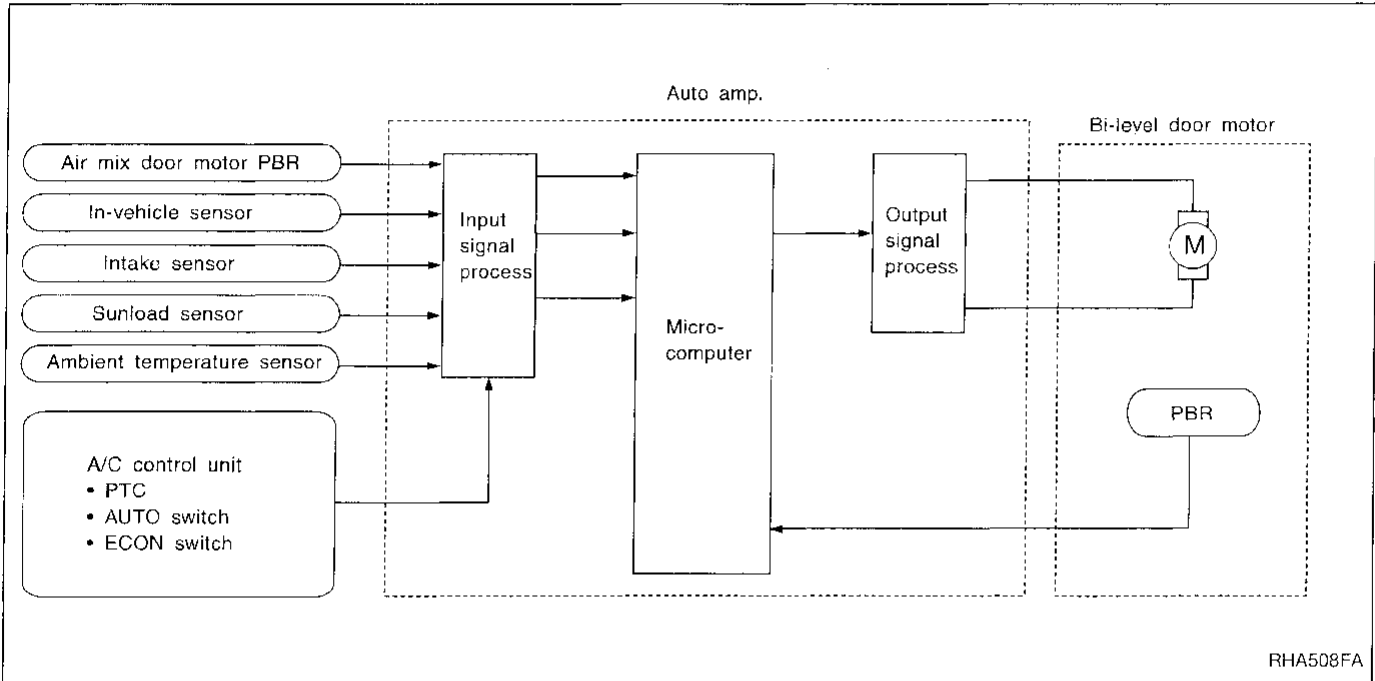 Auto amp.
Bi-level door motor
Air mix door motor PBR
In-vehicle sensor
Intake sensor
Sunload sensor
Ambient temperature sensor
Input
signal
process
Micro-
computer
Output
signal
process
M
PBR
A/C control unit
• PTC
• AUTO switch
• ECON switch
RHA508FA